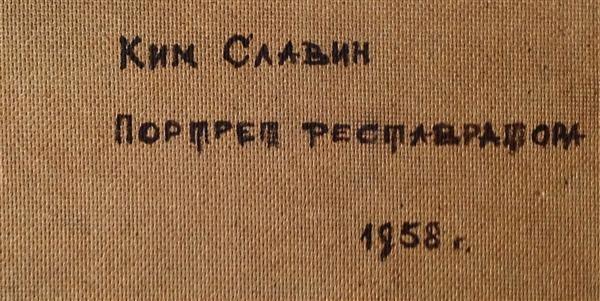 Ким Славин
Портрет реставратора
1958 г.